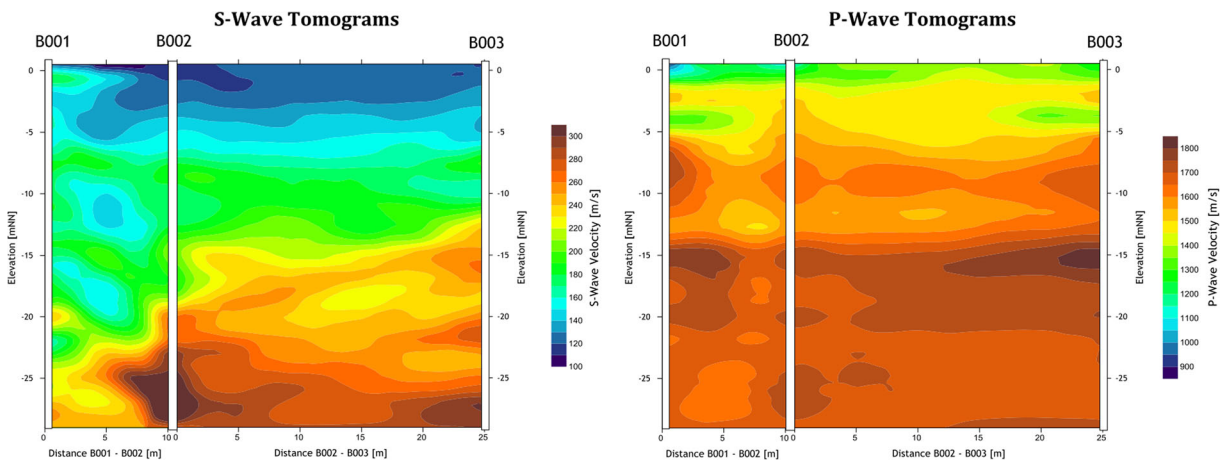 S-Wave Tomograms
B001 B002 B003
0 0
-5 -5
-10 -10
-15 -15
-20 -20
-25 -25
Elevation [mNN] Elevation [mNN]
0 5 10 0 5 10 15 20 25
Distance B001 - B002 [m] Distance B002 - B003 [m]
300
280
260
240
220
200
180
160
140
120
100
S-Wave Velocity [m/s]
P-Wave Tomograms
B001 B002 B003
0 0
-5 -5
-10 -10
-15 -15
-20 -20
-25 -25
Elevation [mNN] Elevation [mNN]
0 5 10 0 5 10 15 20 25
Distance B001 - B002 [m] Distance B002 - B003 [m]
1800
1700
1600
1500
1400
1300
1200
1100
1000
900
P-Wave Velocity [m/s]